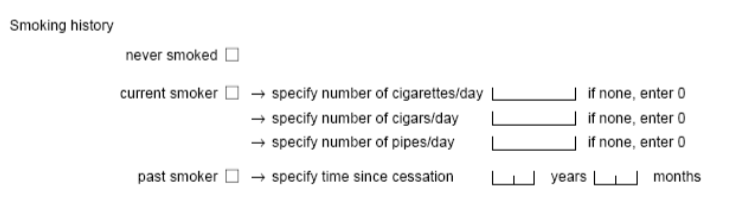 Smoking history
never smoked □
current smoker □ → specify number of cigarettes/day if none, enter 0
→ specify number of cigars/day if none, enter 0
→ specify number of pipes/day if none, enter 0
past smoker □ → specify time since cessation years months